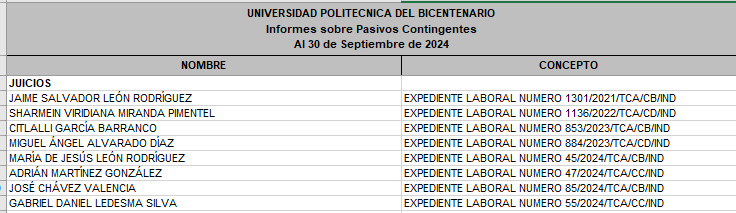 UNIVERSIDAD POLITECNICA DEL BICENTENARIO
Informes sobre Pasivos Contingentes
Al 30 de Septiembre de 2024
NOMBRE CONCEPTO
JUICIOS
JAIME SALVADOR LEÓN RODRÍGUEZ EXPEDIENTE LABORAL NUMERO 1301/2021/TCA/CB/IND
SHARMEIN VIRIDIANA MIRANDA PIMENTEL EXPEDIENTE LABORAL NUMERO 1136/2022/TCA/CD/IND
CITLALLI GARCÍA BARRANCO EXPEDIENTE LABORAL NUMERO 853/2023/TCA/CB/IND
MIGUEL ÁNGEL ALVARADO DÍAZ EXPEDIENTE LABORAL NUMERO 884/2023/TCA/CD/IND
MARÍA DE JESÚS LEÓN RODRÍGUEZ EXPEDIENTE LABORAL NUMERO 45/2024/TCA/CB/IND
ADRIÁN MARTÍNEZ GONZÁLEZ EXPEDIENTE LABORAL NUMERO 47/2024/TCA/CC/IND
JOSÉ CHÁVEZ VALENCIA EXPEDIENTE LABORAL NUMERO 85/2024/TCA/CB/IND
GABRIEL DANIEL LEDESMA SILVA EXPEDIENTE LABORAL NUMERO 55/2024/TCA/CC/IND